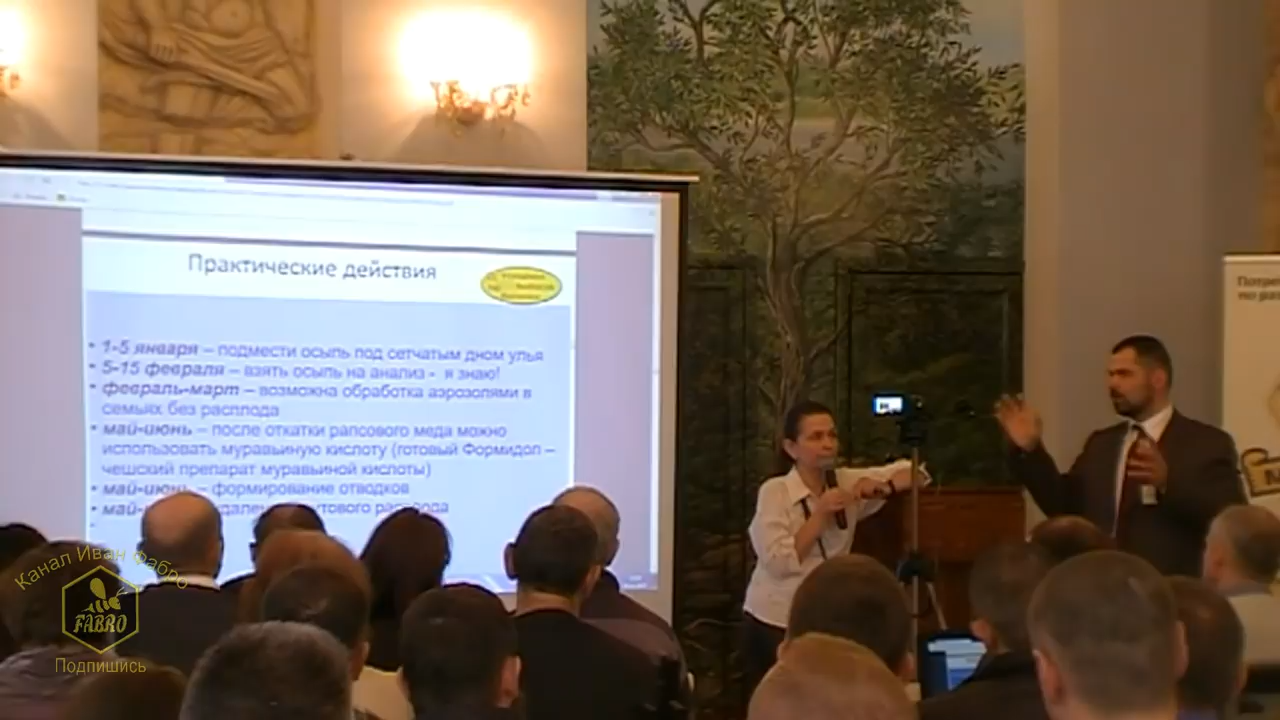 Практические действия
• 1-5 января – подмести осыпь под сетчатым дном улья
• 5-15 февраля – взять осыпь на анализ - я знаю!
• февраль-март – возможна обработка аэрозолями в
семьях без расплода
• май-июнь – после откатки рапсового меда можно
использовать муравьиную кислоту (готовый Формидол –
чешский препарат муравьиной кислоты)
• май-июнь – формирование отводков
Канал Иван Фабро
FABRO
Подпишись